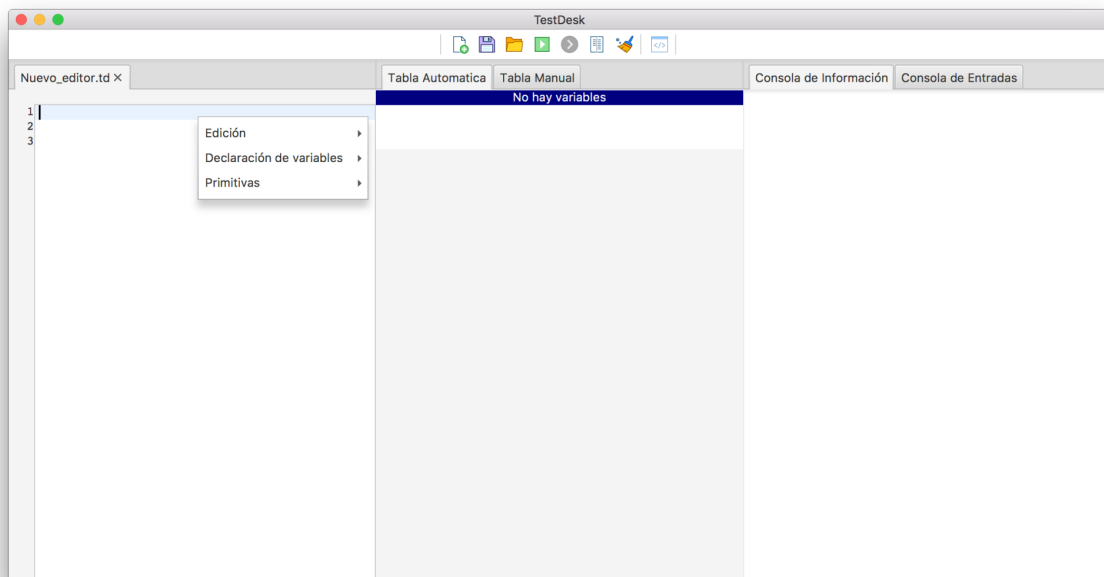 TestDesk
Nuevo_editor.td ×
Tabla Automatica
Tabla Manual
Consola de Información
Consola de Entradas
No hay variables
1
2
3
Edición
Declaración de variables
Primitivas